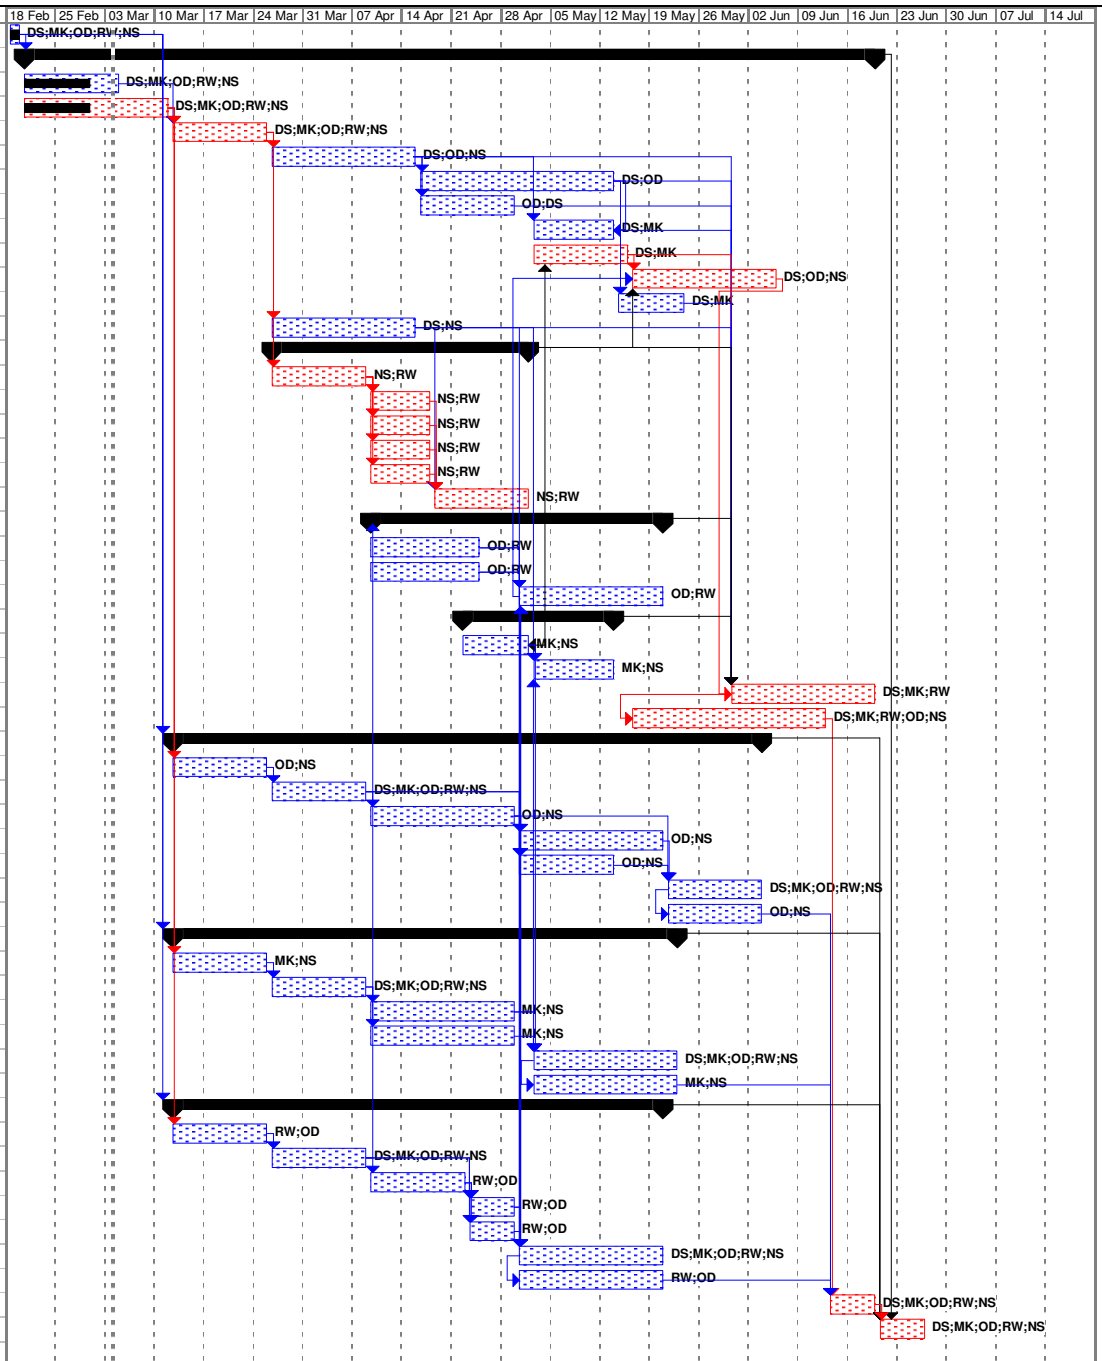 18 Feb 25 Feb 03 Mar 10 Mar 17 Mar 24 Mar 31 Mar 07 Apr 14 Apr 21 Apr 28 Apr 05 May 12 May 19 May 26 May 02 Jun 09 Jun 16 Jun 23 Jun 30 Jun 07 Jul 14 Jul
DS;MK;OD;RW;NS
DS;MK;OD;RW;NS
DS;MK;OD;RW;NS
DS;MK;OD;RW;NS
DS;OD;NS
DS;OD
OD;DS
DS;MK
DS;MK
DS;OD;NS
DS;MK
DS;NS
NS;RW
NS;RW
NS;RW
NS;RW
NS;RW
NS;RW
OD;RW
OD;RW
OD;RW
MK;NS
MK;NS
DS;MK;RW
DS;MK;RW;OD;NS
OD;NS
DS;MK;OD;RW;NS
OD;NS
OD;NS
OD;NS
DS;MK;OD;RW;NS
OD;NS
MK;NS
DS;MK;OD;RW;NS
MK;NS
MK;NS
DS;MK;OD;RW;NS
MK;NS
RW;OD
DS;MK;OD;RW;NS
RW;OD
RW;OD
RW;OD
DS;MK;OD;RW;NS
RW;OD
DS;MK;OD;RW;NS
DS;MK;OD;RW;NS